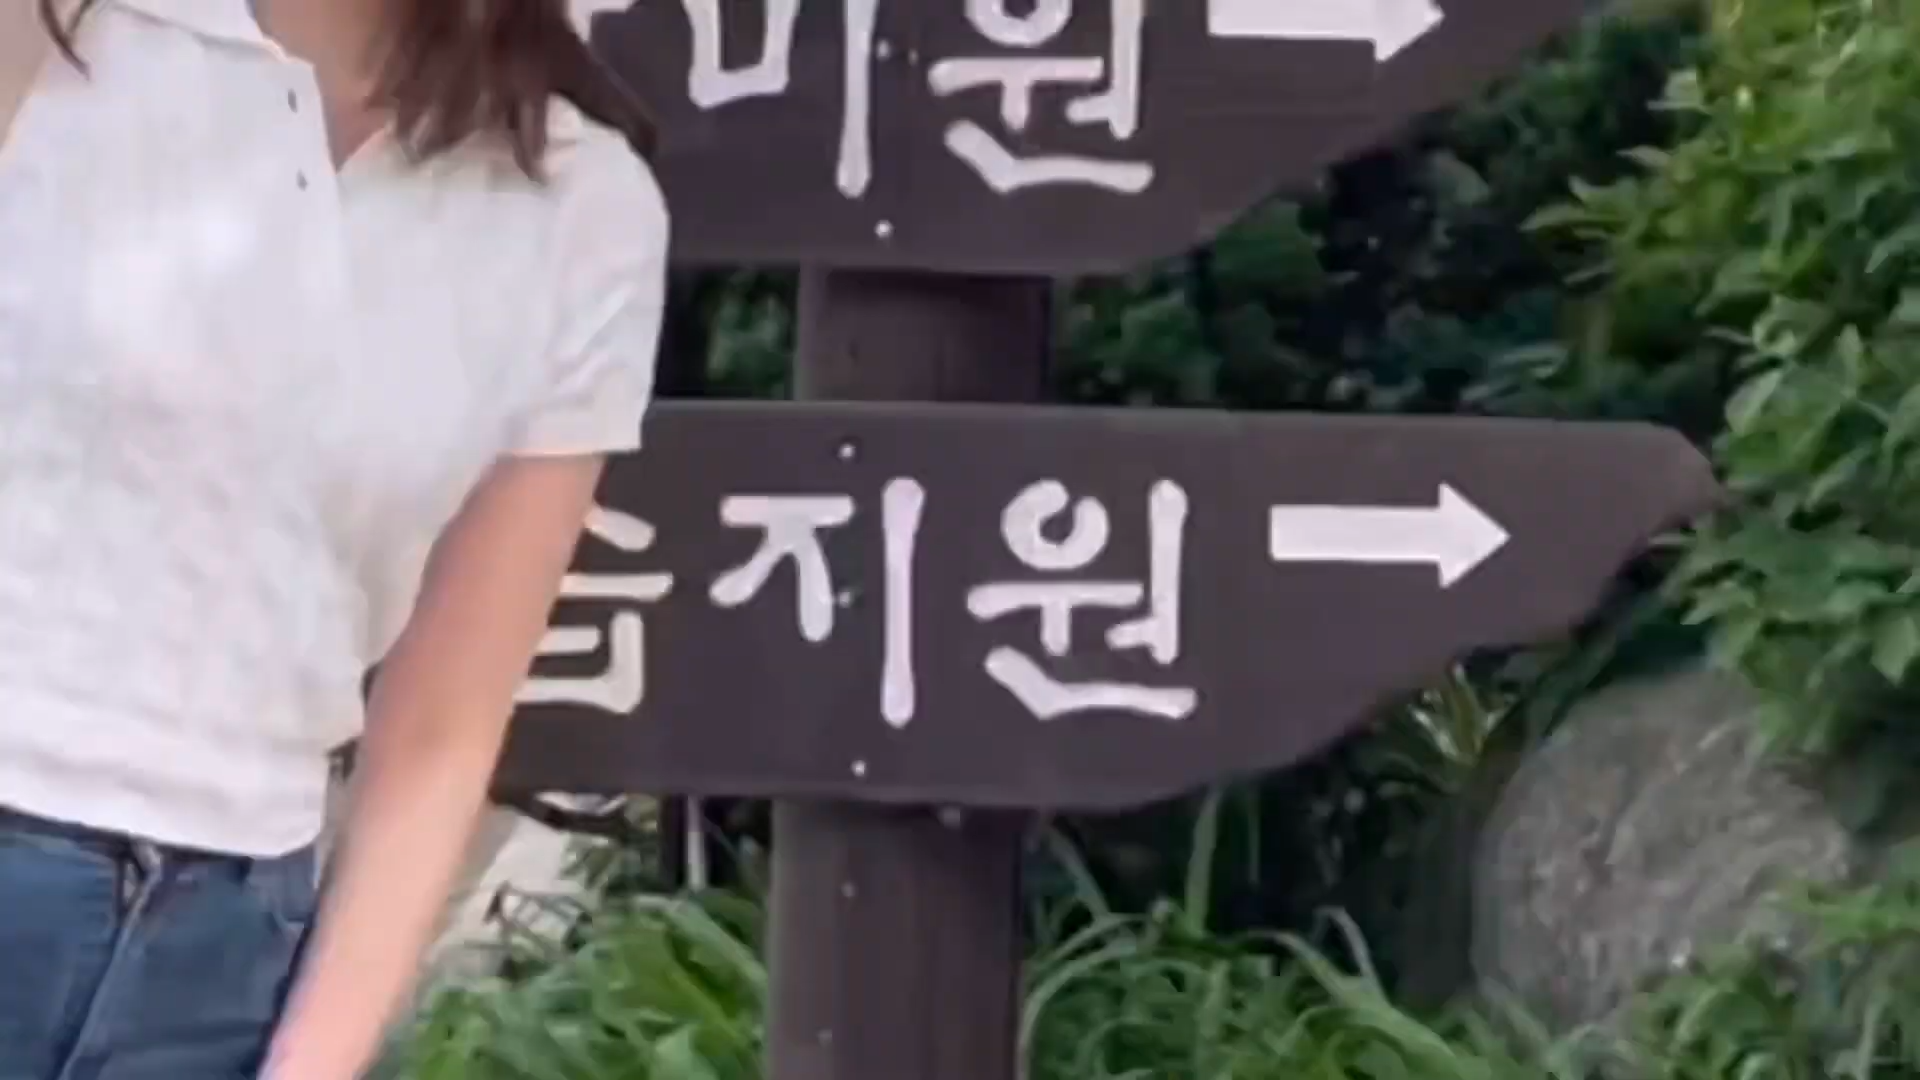 미원 →
습지원 →